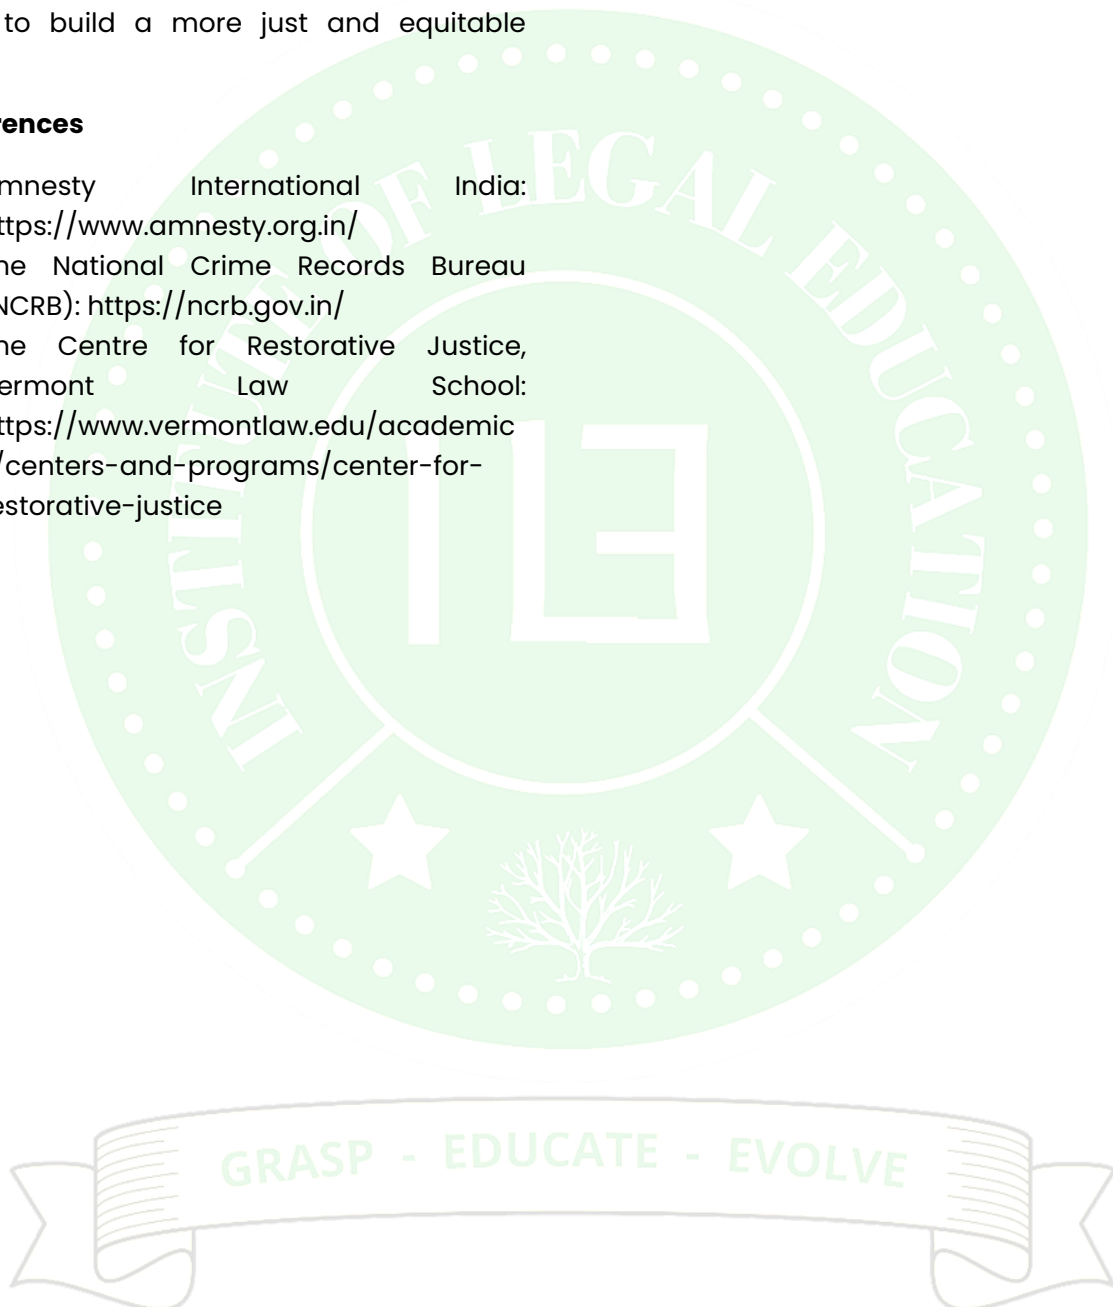 to build a more just and equitable
rences
mnesty International India:
ttps://www.amnesty.org.in/
he National Crime Records Bureau
NCRB): https://ncrb.gov.in/
he Centre for Restorative Justice,
ermont Law School:
ttps://www.vermontlaw.edu/academic
/centers-and-programs/center-for-
estorative-justice
INSTITUTE OF LEGAL EDUCATION
ILE
GRASP - EDUCATE - EVOLVE